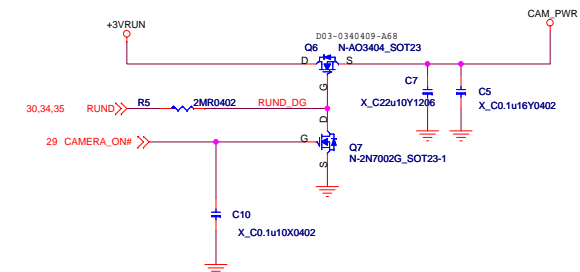 CAM_PWR
+3VRUN
D03-0340409-A68
Q6 N-AO3404_SOT23
D S
G
C7 C5
X_C22u10Y1206 X_C0.1u16Y0402
30,34,35 RUND R5 2MR0402 RUND_DG
D
29 CAMERA_ON# G Q7
N-2N7002G_SOT23-1
S
C10
X_C0.1u10X0402